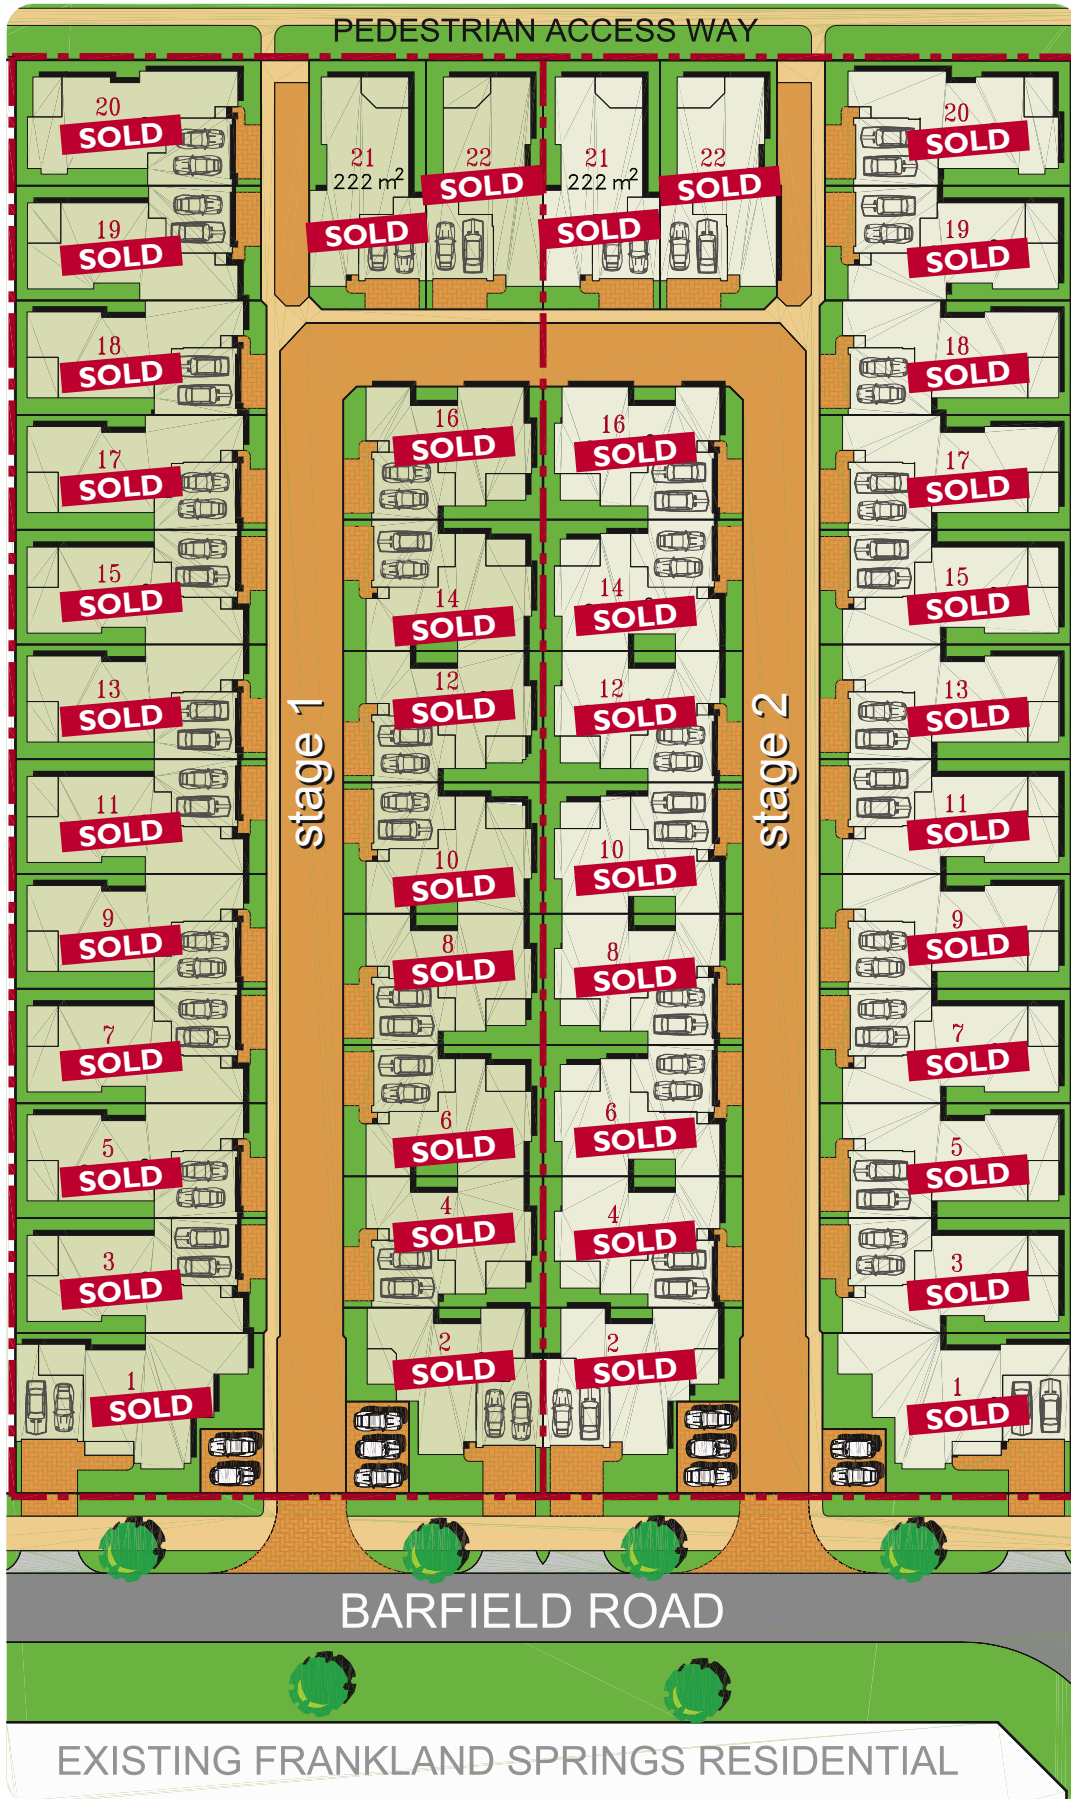 PEDESTRIAN ACCESS WAY
20
SOLD
21
222 m²
SOLD
22
SOLD
21
222 m²
SOLD
22
SOLD
20
SOLD
19
SOLD
19
SOLD
18
SOLD
18
SOLD
16
SOLD
16
SOLD
17
SOLD
17
SOLD
15
SOLD
14
SOLD
14
SOLD
15
SOLD
13
SOLD
12
SOLD
12
SOLD
13
SOLD
stage 1
stage 2
11
SOLD
10
SOLD
10
SOLD
11
SOLD
9
SOLD
8
SOLD
8
SOLD
9
SOLD
7
SOLD
7
SOLD
5
SOLD
6
SOLD
6
SOLD
5
SOLD
3
SOLD
4
SOLD
4
SOLD
3
SOLD
1
SOLD
2
SOLD
2
SOLD
1
SOLD
BARFIELD ROAD
EXISTING FRANKLAND SPRINGS RESIDENTIAL